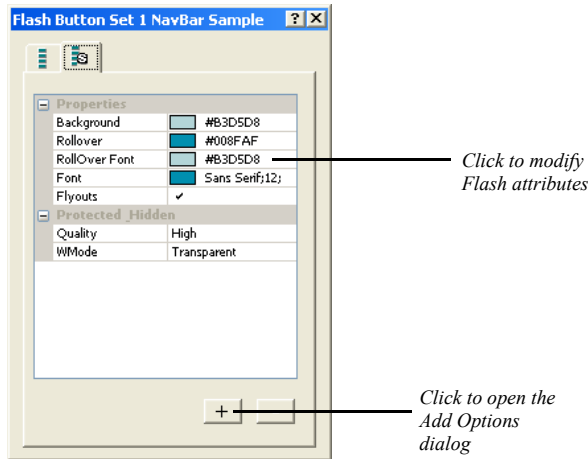 Flash Button Set 1 NavBar Sample
S
Properties
Background #B3D5D8
Rollover #008FAF
RollOver Font #B3D5D8
Font Sans Serif;12;
Flyouts
Protected_Hidden
Quality High
WMode Transparent
Click to modify
Flash attributes
Click to open the
Add Options
dialog